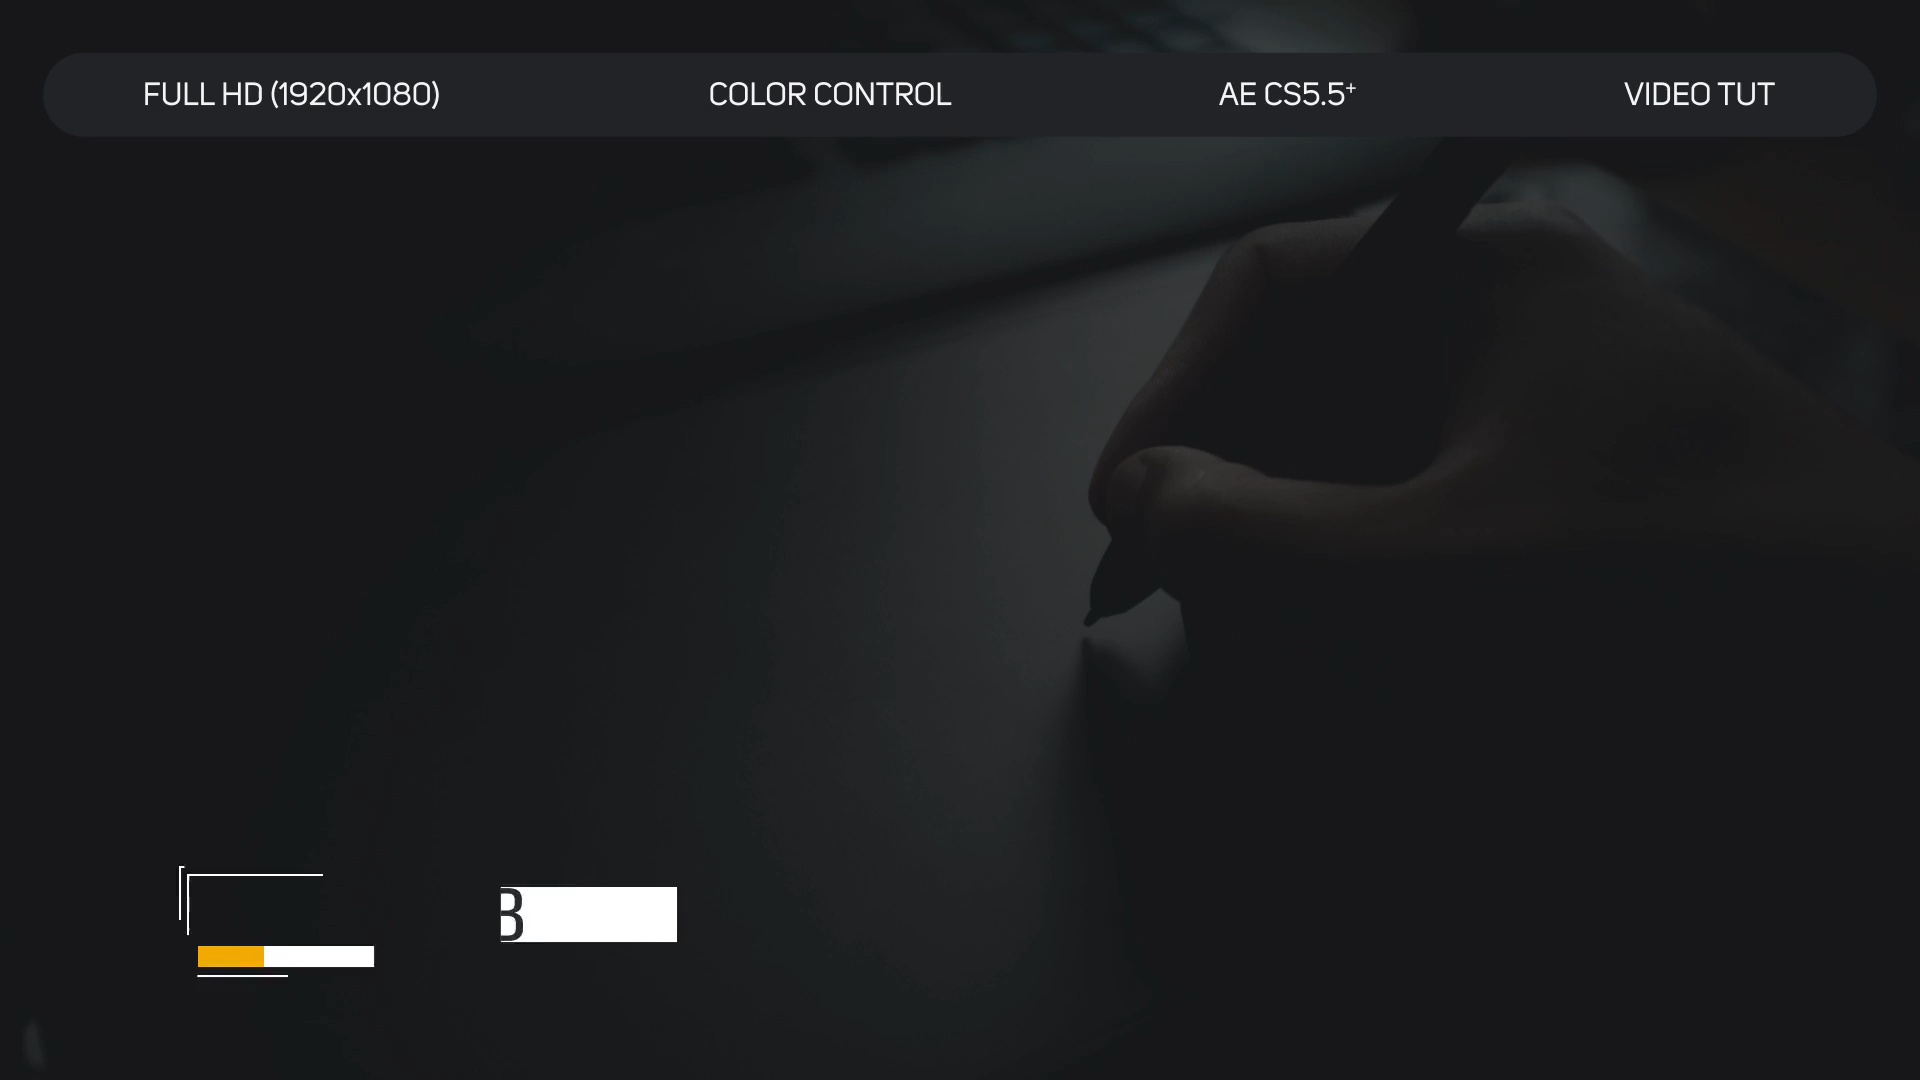 FULL HD (1920x1080)
COLOR CONTROL
AE CS5.5+
VIDEO TUT
B